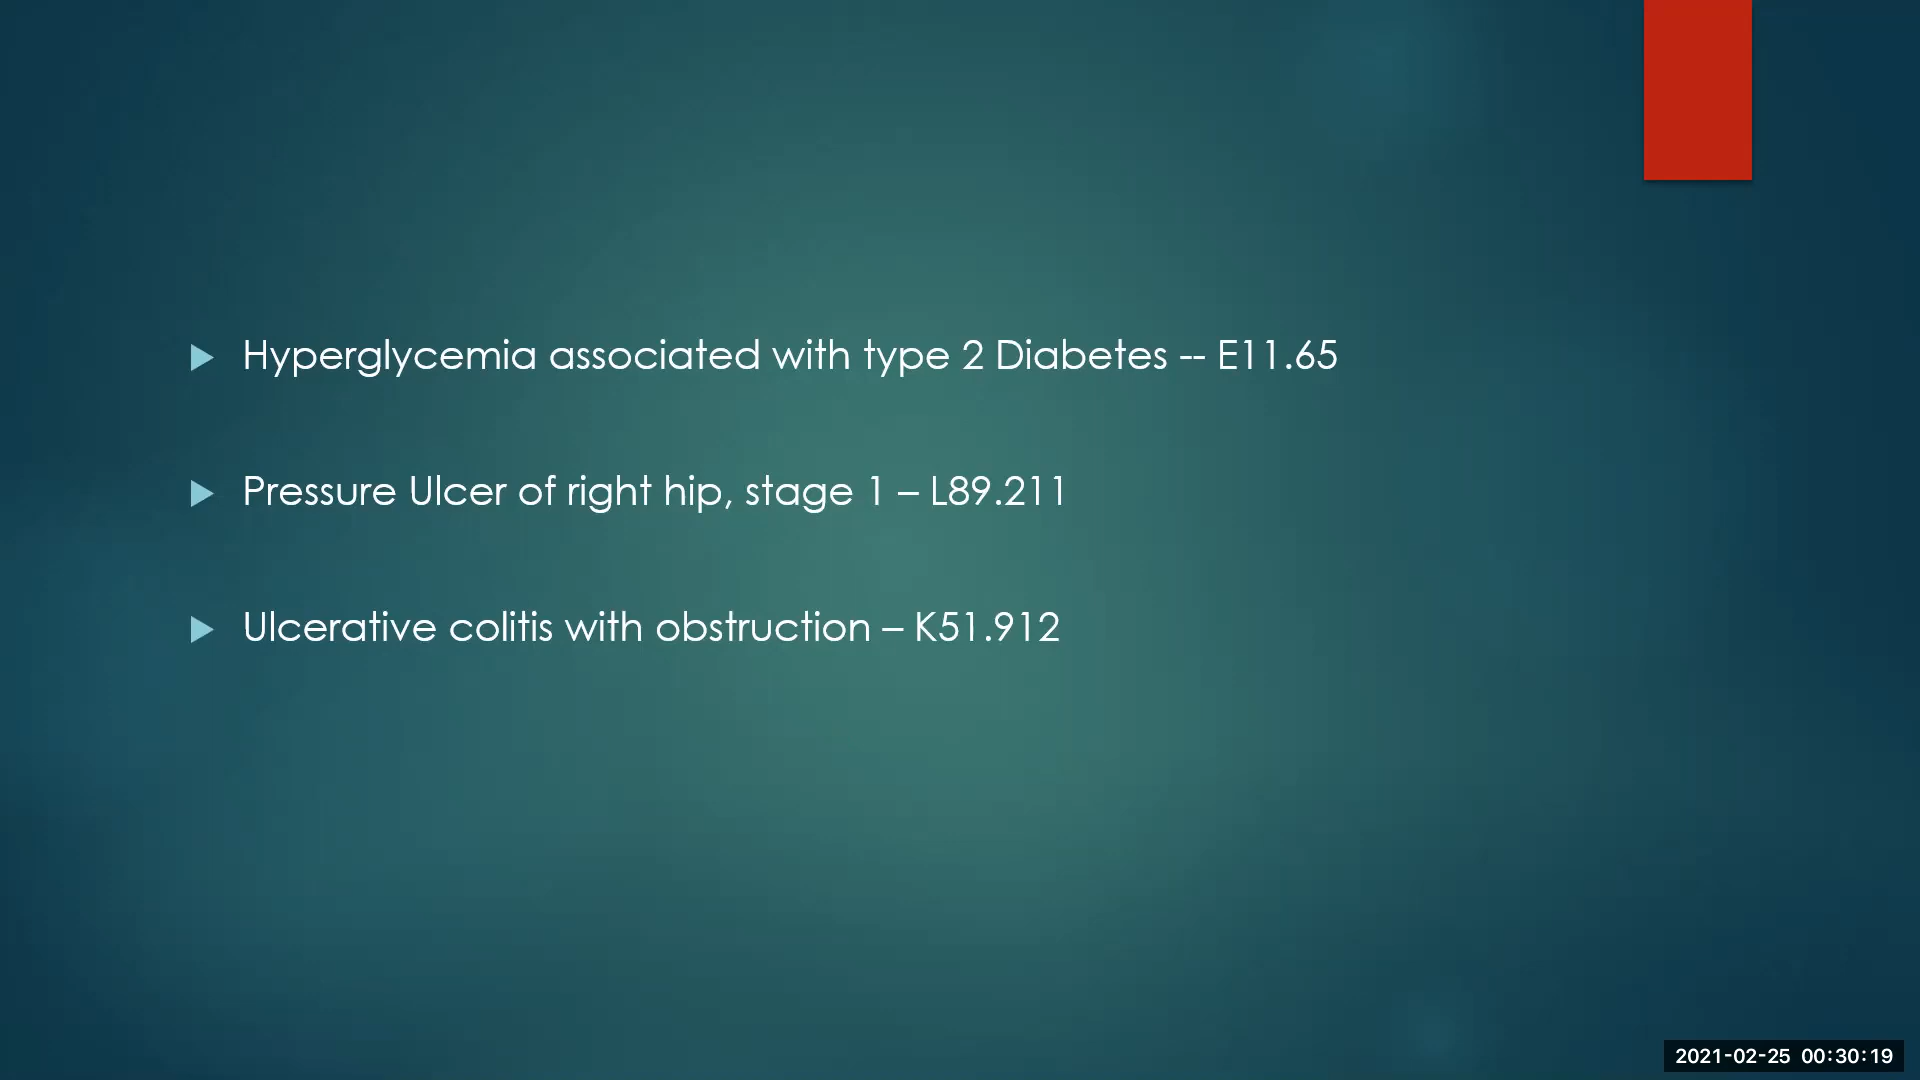 Hyperglycemia associated with type 2 Diabetes -- E11.65
Pressure Ulcer of right hip, stage 1 – L89.211
Ulcerative colitis with obstruction – K51.912
2021-02-25 00:30:19